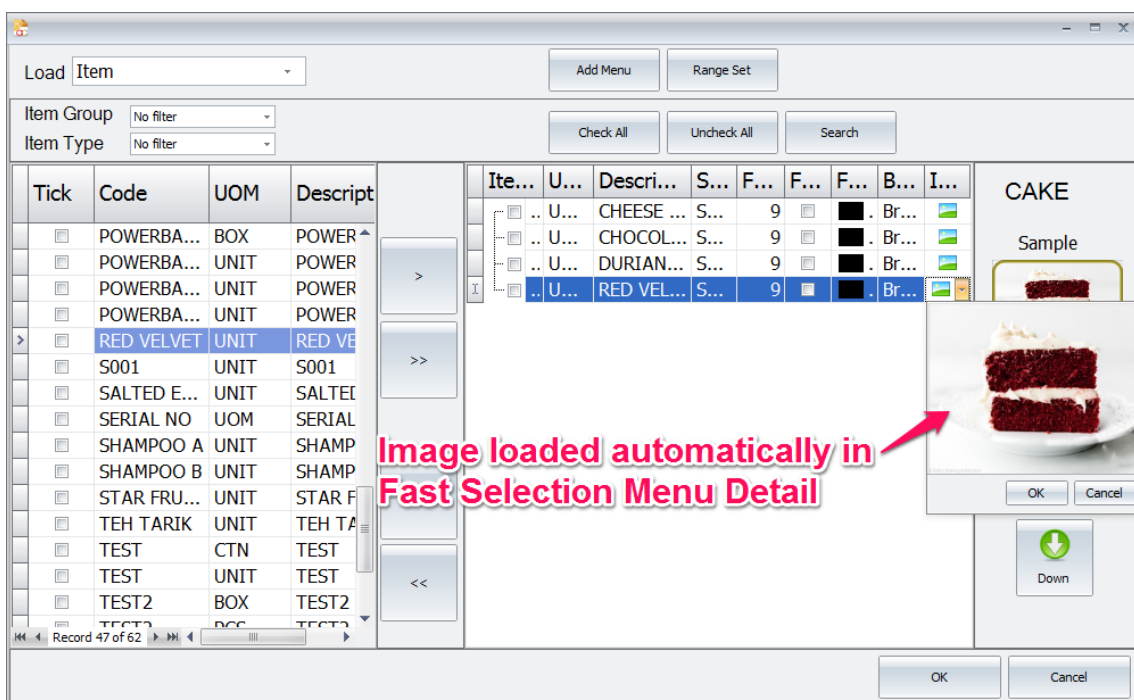 Load Item
Add Menu
Range Set
Item Group No filter
Item Type No filter
Check All
Uncheck All
Search
Tick Code UOM Descript
POWERBA... BOX POWER
POWERBA... UNIT POWER
POWERBA... UNIT POWER
POWERBA... UNIT POWER
RED VELVET UNIT RED VE
S001 UNIT S001
SALTED E... UNIT SALTED
SERIAL NO UOM SERIAL
SHAMPOO A UNIT SHAMP
SHAMPOO B UNIT SHAMP
STAR FRU... UNIT STAR F
TEH TARIK UNIT TEH TA
TEST CTN TEST
TEST UNIT TEST
TEST2 BOX TEST2
TEST2 PCS TEST2
Record 47 of 62
>
>>
<<
Ite... U... Descri... S... F... F... F... B... I...
.. U... CHEESE ... S... 9 . Br...
.. U... CHOCOL... S... 9 . Br...
.. U... DURIAN... S... 9 . Br...
.. U... RED VEL... S... 9 . Br...
CAKE
Sample
Image loaded automatically in
Fast Selection Menu Detail
OK
Cancel
Down
OK
Cancel